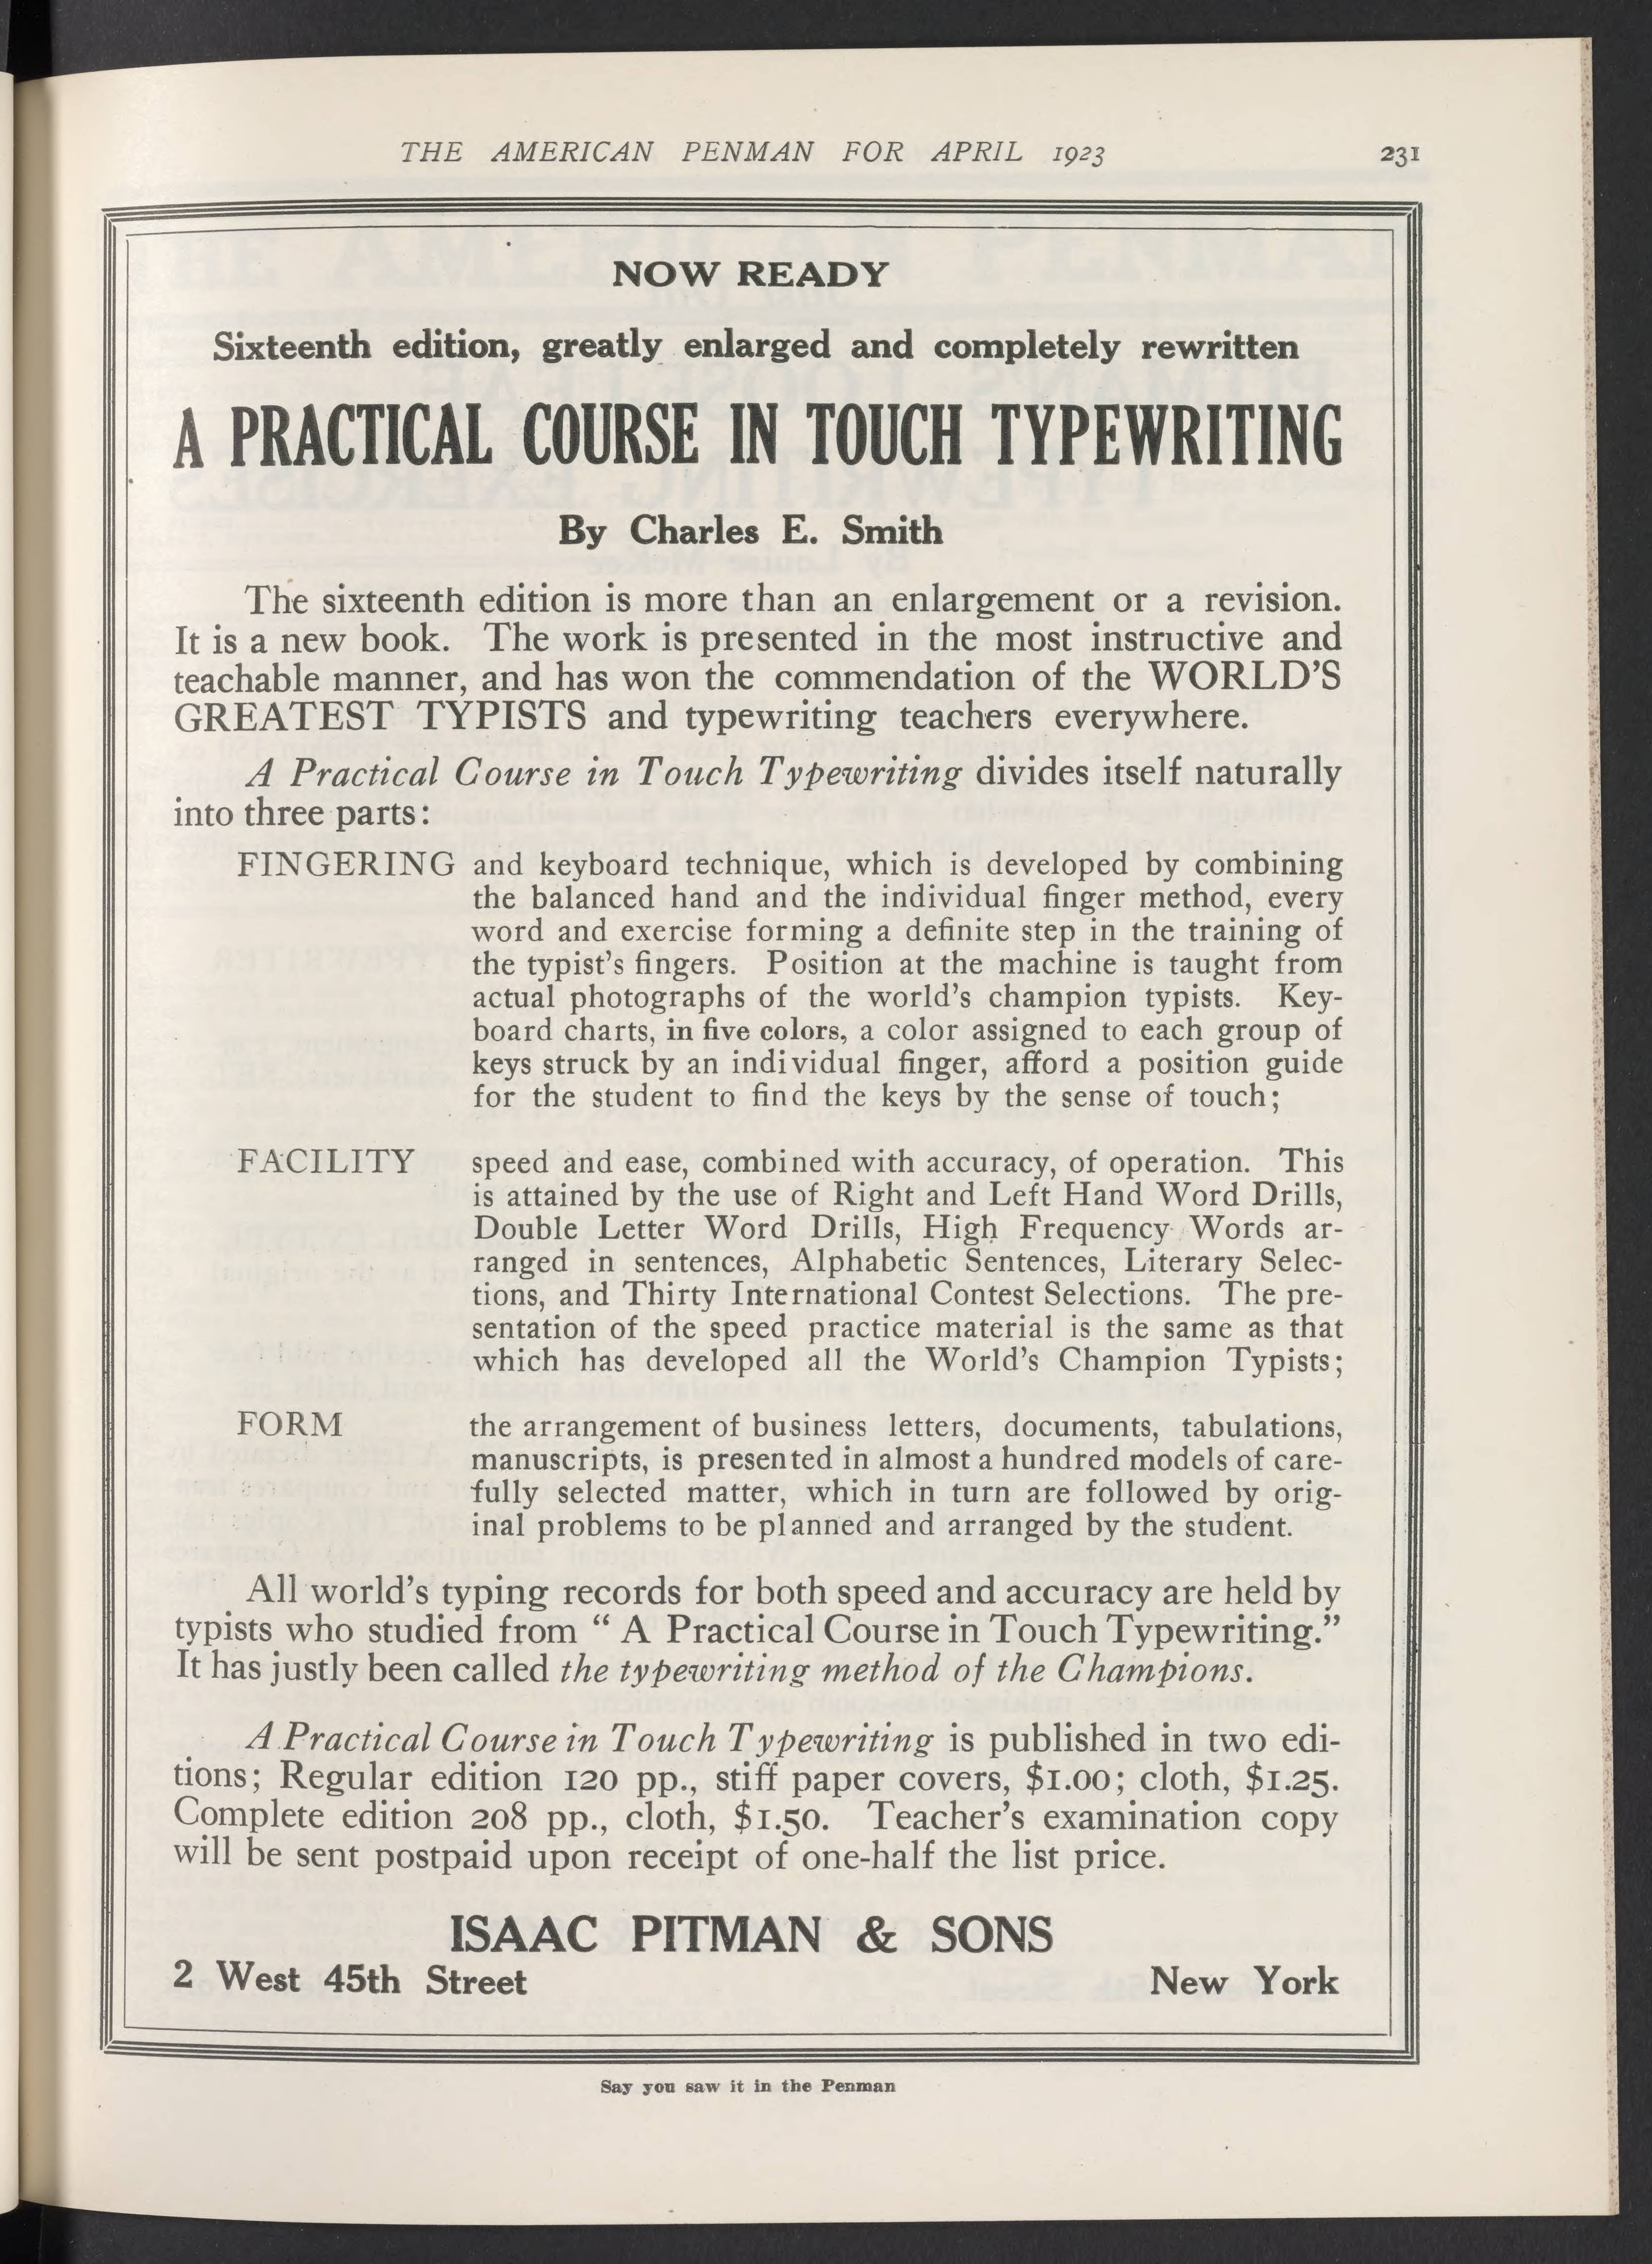 THE AMERICAN PENMAN FOR APRIL 1923 231
NOW READY
Sixteenth edition, greatly enlarged and completely rewritten
A PRACTICAL COURSE IN TOUCH TYPEWRITING
By Charles E. Smith
The sixteenth edition is more than an enlargement or a revision.
It is a new book. The work is presented in the most instructive and
teachable manner, and has won the commendation of the WORLD'S
GREATEST TYPISTS and typewriting teachers everywhere.
A Practical Course in Touch Typewriting divides itself naturally
into three parts:
FINGERING and keyboard technique, which is developed by combining
the balanced hand and the individual finger method, every
word and exercise forming a definite step in the training of
the typist's fingers. Position at the machine is taught from
actual photographs of the world's champion typists. Key-
board charts, in five colors, a color assigned to each group of
keys struck by an individual finger, afford a position guide
for the student to find the keys by the sense of touch;
FACILITY speed and ease, combined with accuracy, of operation. This
is attained by the use of Right and Left Hand Word Drills,
Double Letter Word Drills, High Frequency Words ar-
ranged in sentences, Alphabetic Sentences, Literary Selec-
tions, and Thirty International Contest Selections. The pre-
sentation of the speed practice material is the same as that
which has developed all the World's Champion Typists;
FORM the arrangement of business letters, documents, tabulations,
manuscripts, is presented in almost a hundred models of care-
fully selected matter, which in turn are followed by orig-
inal problems to be planned and arranged by the student.
All world's typing records for both speed and accuracy are held by
typists who studied from “ A Practical Course in Touch Typewriting.”
It has justly been called the typewriting method of the Champions.
A Practical Course in Touch Typewriting is published in two edi-
tions; Regular edition 120 pp., stiff paper covers, $1.00; cloth, $1.25.
Complete edition 208 pp., cloth, $1.50. Teacher's examination copy
will be sent postpaid upon receipt of one-half the list price.
ISAAC PITMAN & SONS
2 West 45th Street New York
Say you saw it in the Penman